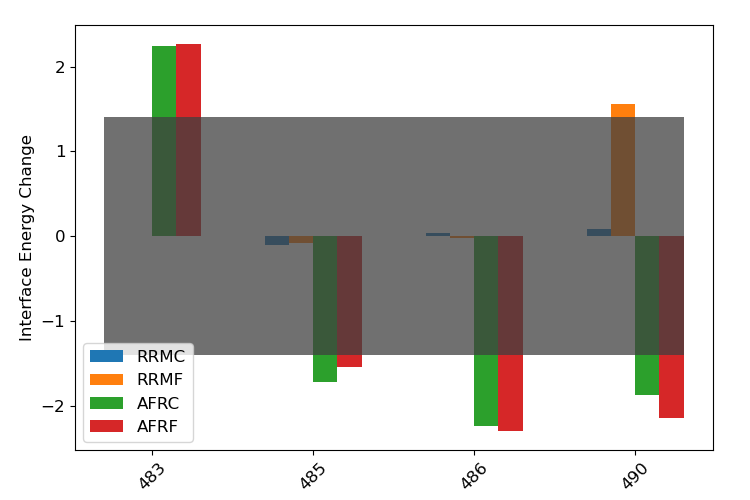 Interface Energy Change
2
1
0
−1
−2
483
485
486
490
RRMC
RRMF
AFRC
AFRF